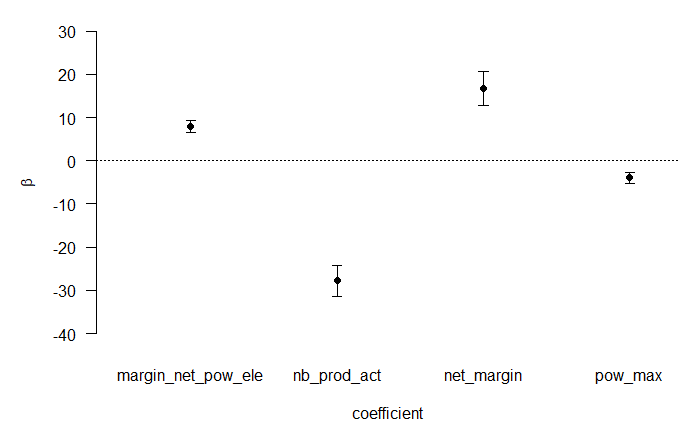 30
20
10
0
-10
-20
-30
-40
β
margin_net_pow_ele nb_prod_act net_margin pow_max
coefficient